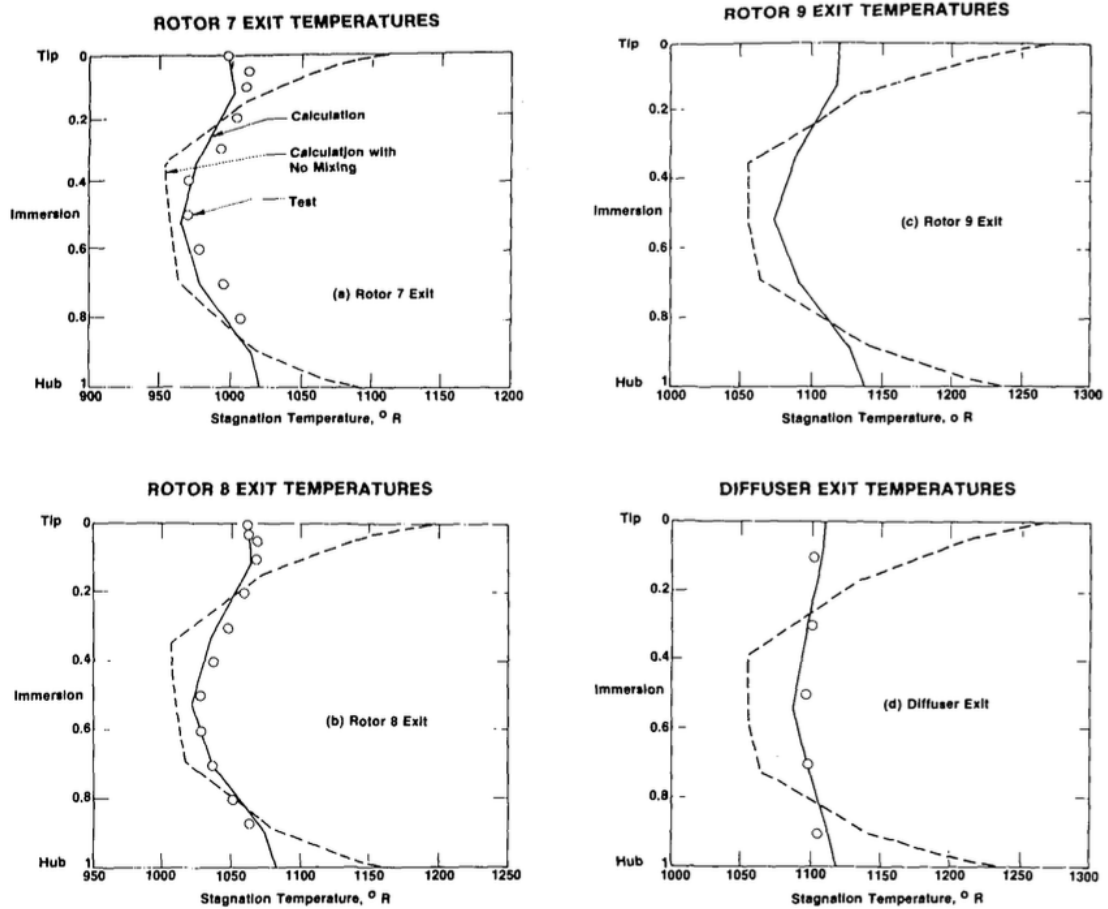 ROTOR 7 EXIT TEMPERATURES
Tip
0
0.2
0.4
Immersion
0.6
0.8
Hub
1
Calculation
Calculation with
No Mixing
Test
(a) Rotor 7 Exit
900
950
1000
1050
1100
1150
1200
Stagnation Temperature, ° R
ROTOR 9 EXIT TEMPERATURES
Tip
0
0.2
0.4
Immersion
0.6
0.8
Hub
1
(c) Rotor 9 Exit
1000
1050
1100
1150
1200
1250
1300
Stagnation Temperature, o R
ROTOR 8 EXIT TEMPERATURES
Tip
0
0.2
0.4
Immersion
0.6
0.8
Hub
1
(b) Rotor 8 Exit
950
1000
1050
1100
1150
1200
1250
Stagnation Temperature, ° R
DIFFUSER EXIT TEMPERATURES
Tip
0
0.2
0.4
Immersion
0.6
0.8
Hub
1
(d) Diffuser Exit
1000
1050
1100
1150
1200
1250
1300
Stagnation Temperature, ° R